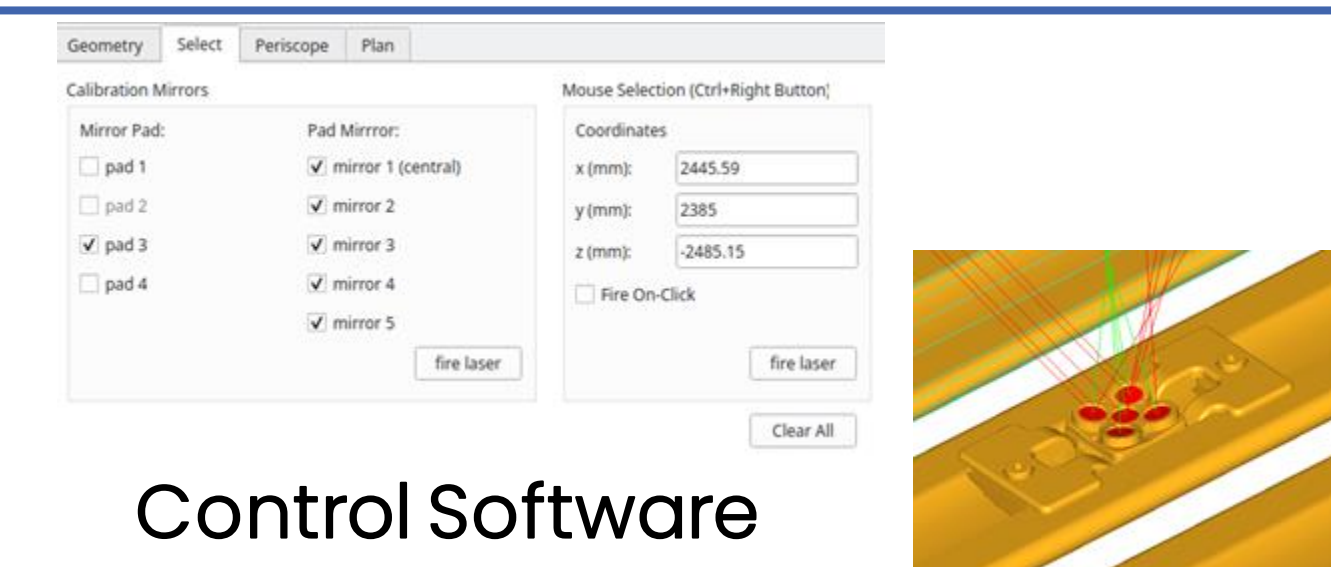 Geometry Select Periscope Plan
Calibration Mirrors
Mirror Pad: Pad Mirrror:
pad 1 mirror 1 (central)
pad 2 mirror 2
pad 3 mirror 3
pad 4 mirror 4
mirror 5
fire laser
Mouse Selection (Ctrl+Right Button)
Coordinates
x (mm): 2445.59
y (mm): 2385
z (mm): -2485.15
Fire On-Click
fire laser
Clear All
Control Software